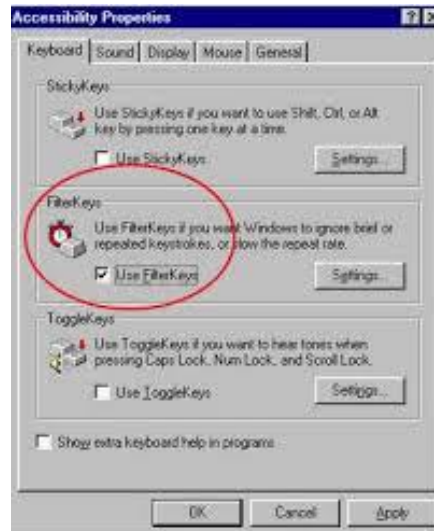 Accessibility Properties
Keyboard Sound Display Mouse General
StickyKeys
Use StickyKeys if you want to use Shift, Ctrl, or Alt
key by pressing one key at a time.
Use StickyKeys
Settings...
FilterKeys
Use FilterKeys if you want Windows to ignore brief or
repeated keystrokes, or slow the repeat rate.
Use FilterKeys
Settings...
ToggleKeys
Use ToggleKeys if you want to hear tones when
pressing Caps Lock, Num Lock, and Scroll Lock.
Use ToggleKeys
Settings...
Show extra keyboard help in programs
OK Cancel Apply